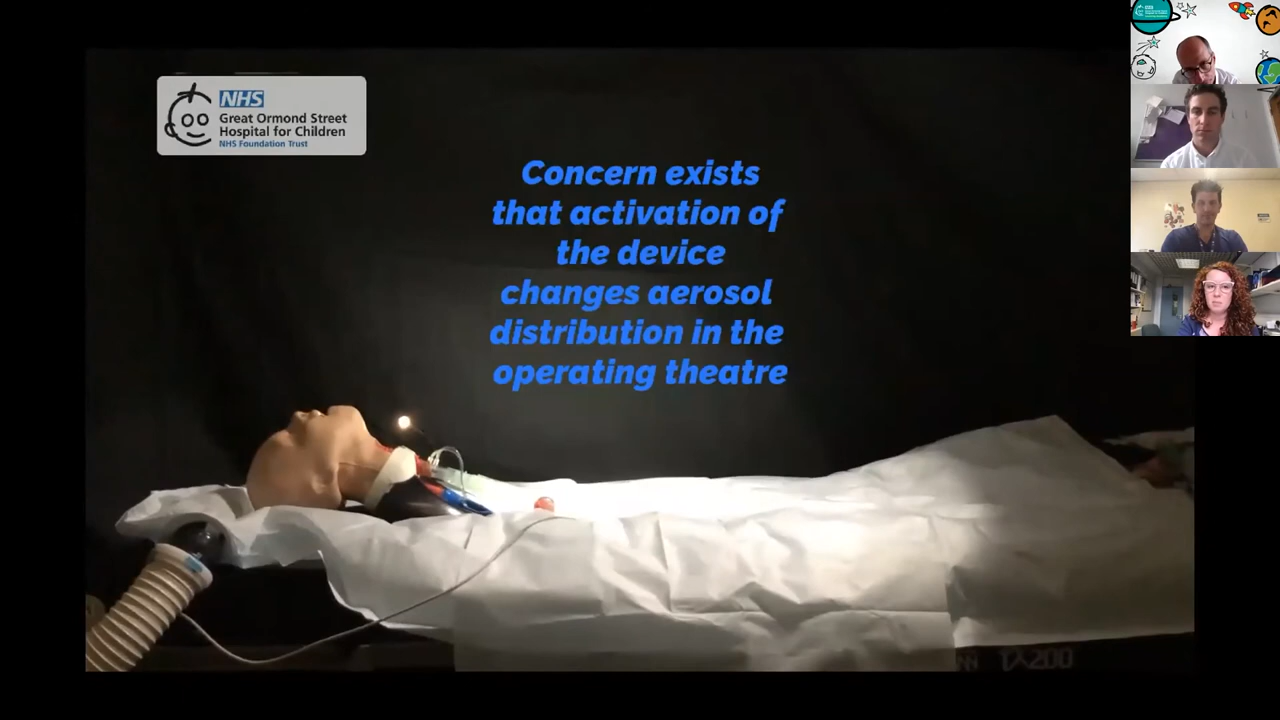 NHS
Great Ormond Street
Hospital for Children
NHS Foundation Trust
Concern exists
that activation of
the device
changes aerosol
distribution in the
operating theatre
TX200